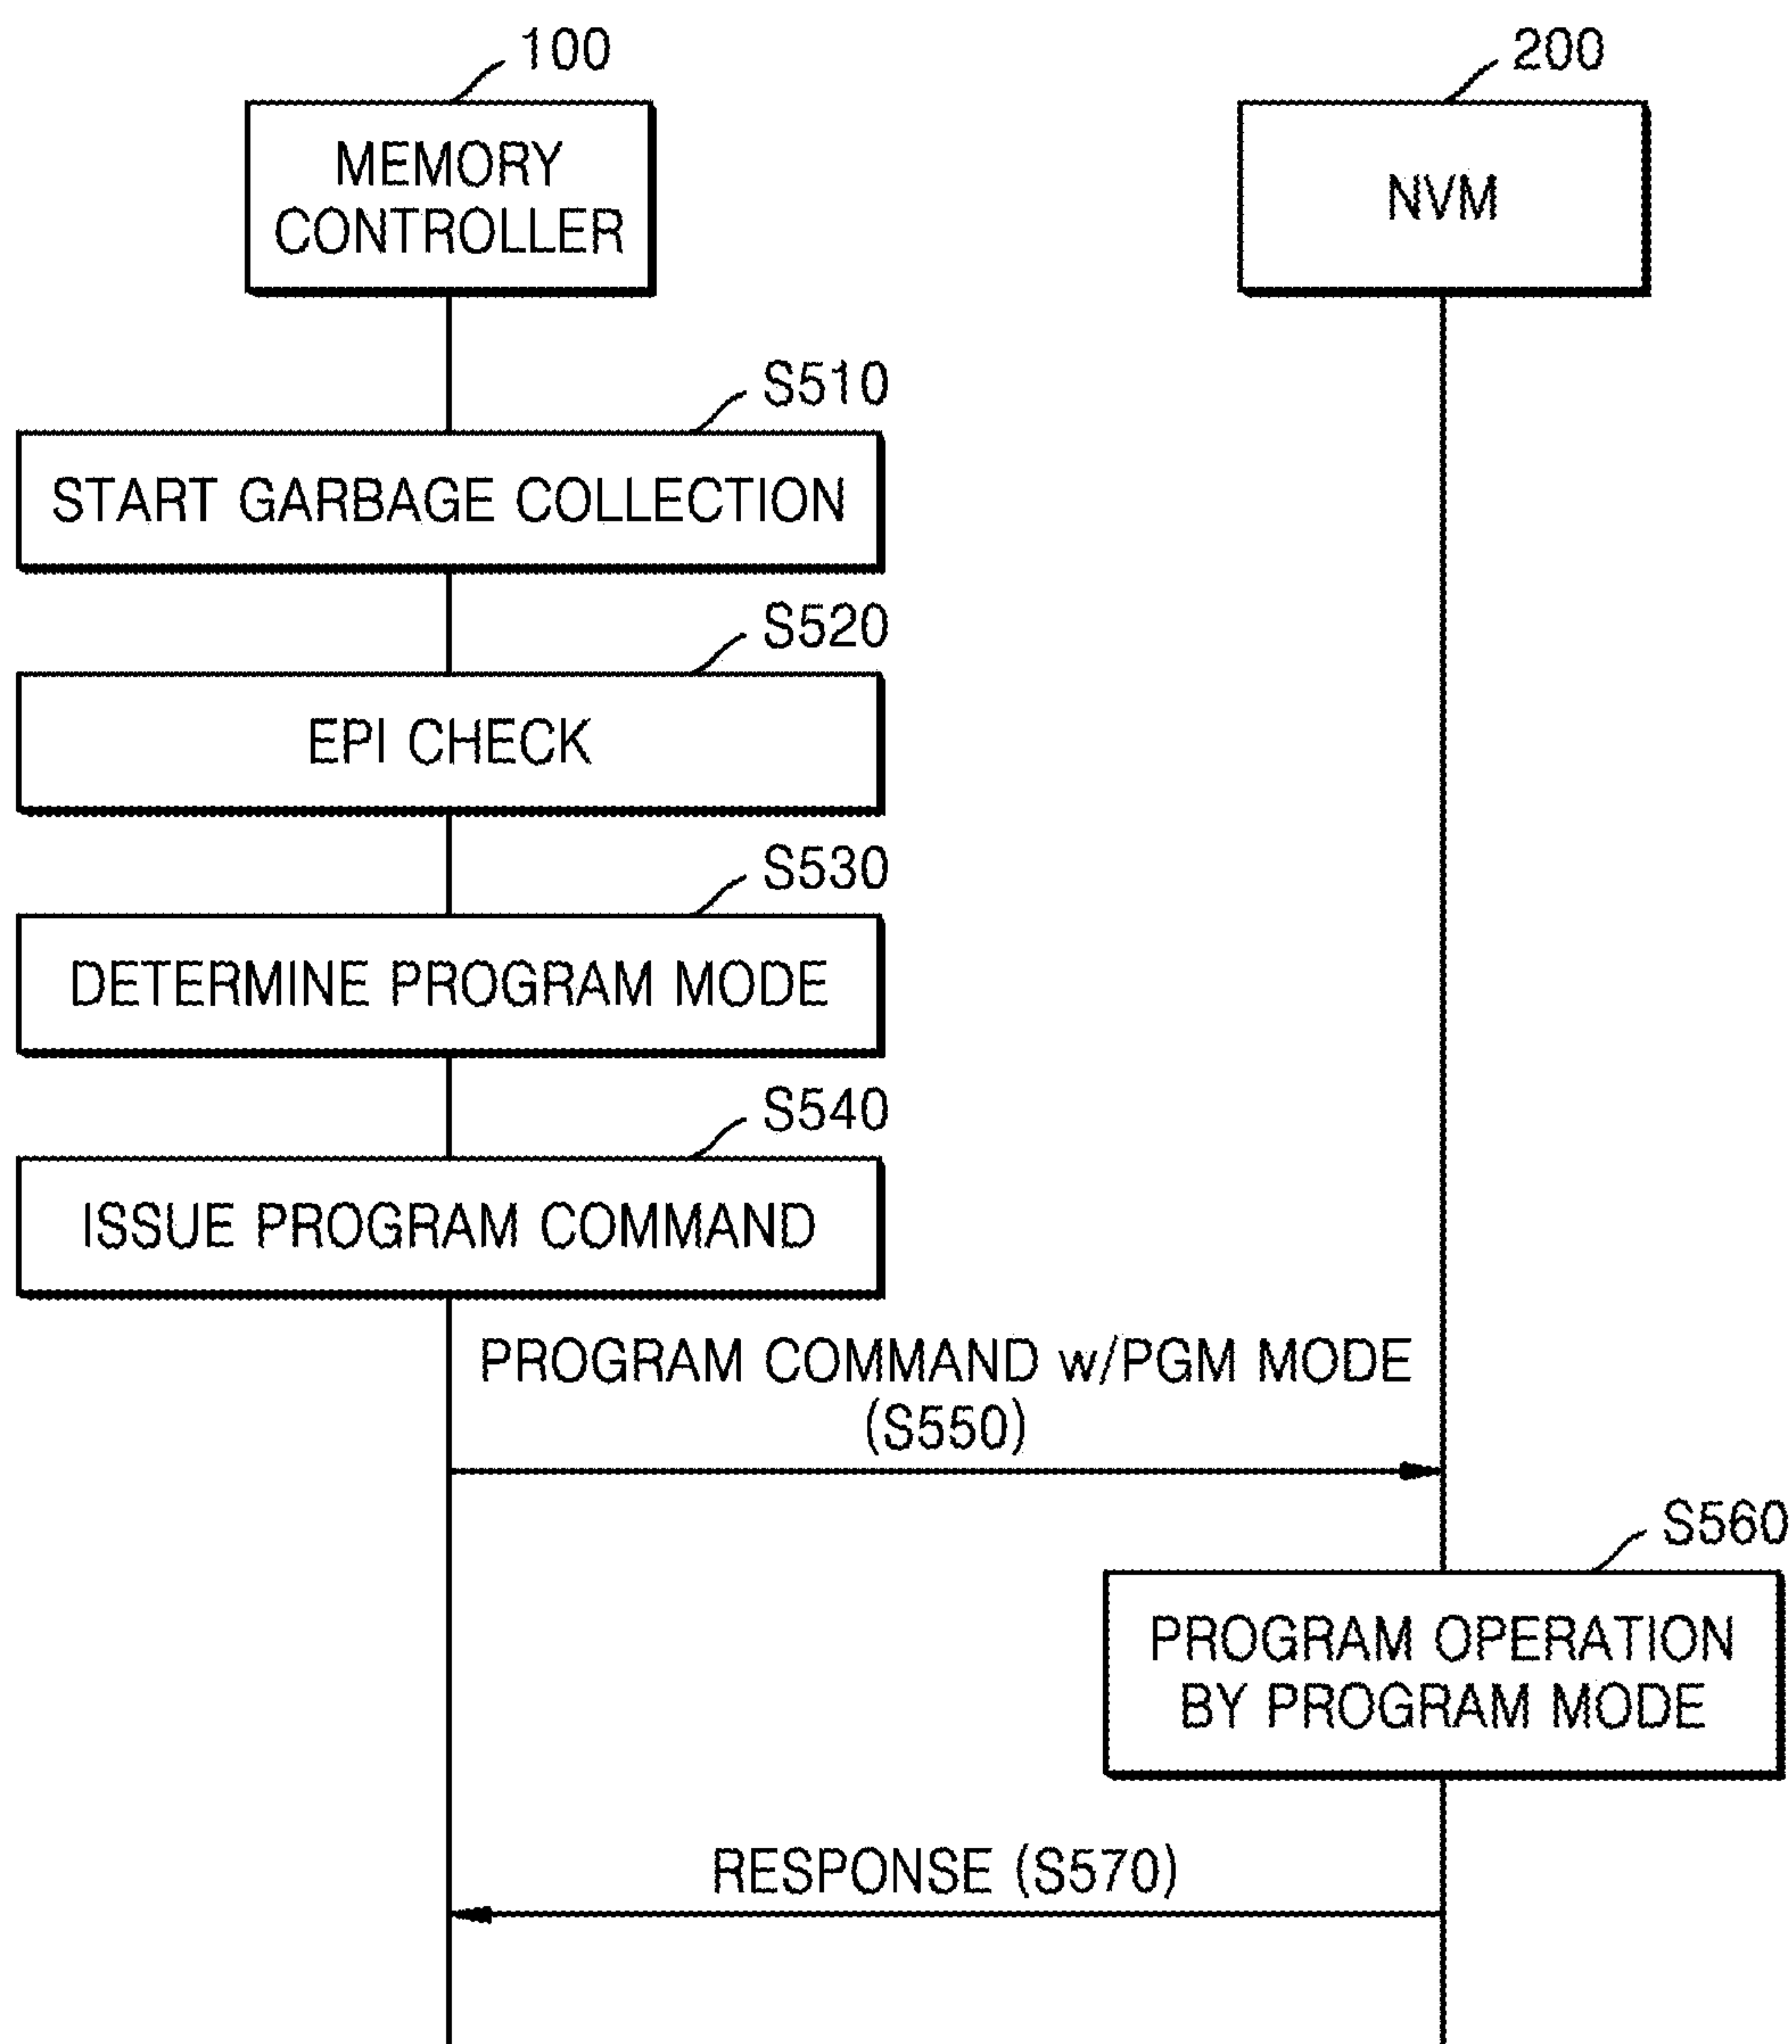 100
200
MEMORY
CONTROLLER
NVM
S510
START GARBAGE COLLECTION
S520
EPI CHECK
S530
DETERMINE PROGRAM MODE
S540
ISSUE PROGRAM COMMAND
PROGRAM COMMAND w/PGM MODE
(S550)
S560
PROGRAM OPERATION
BY PROGRAM MODE
RESPONSE (S570)